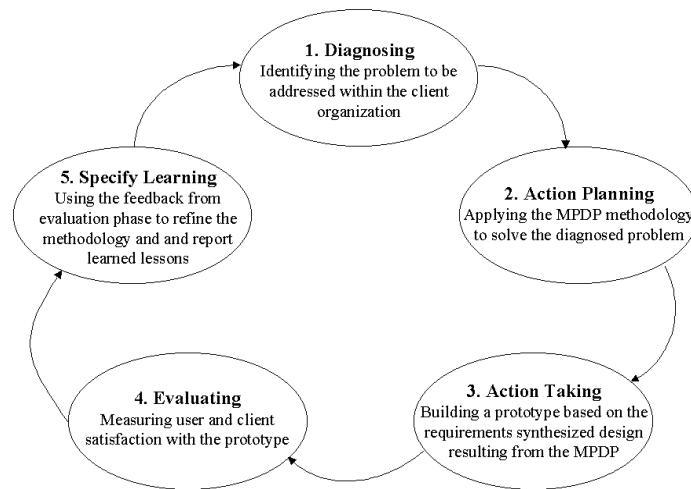 1. Diagnosing
Identifying the problem to be
addressed within the client
organization
2. Action Planning
Applying the MPDP methodology
to solve the diagnosed problem
3. Action Taking
Building a prototype based on the
requirements synthesized design
resulting from the MPDP
4. Evaluating
Measuring user and client
satisfaction with the prototype
5. Specify Learning
Using the feedback from
evaluation phase to refine the
methodology and and report
learned lessons